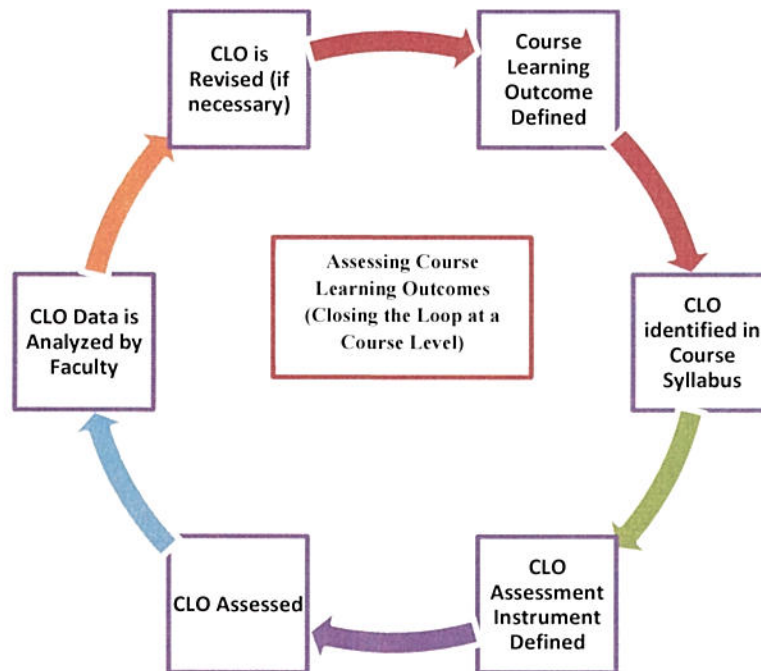 CLO is
Revised (if
necessary)
Course
Learning
Outcome
Defined
Assessing Course
Learning Outcomes
(Closing the Loop at a
Course Level)
CLO Data is
Analyzed by
Faculty
CLO
identified in
Course
Syllabus
CLO Assessed
CLO
Assessment
Instrument
Defined